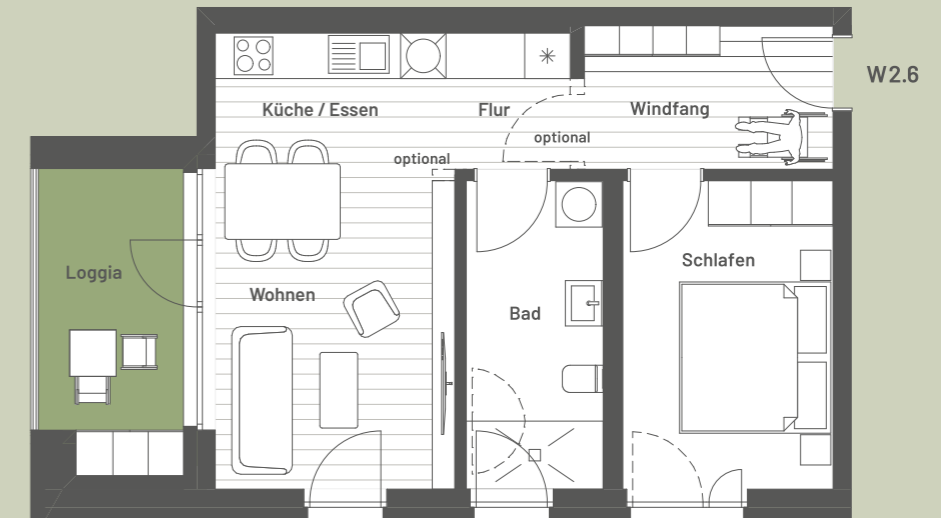 W2.6
Küche / Essen
Flur
Windfang
optional
optional
Schlafen
Loggia
Wohnen
Bad